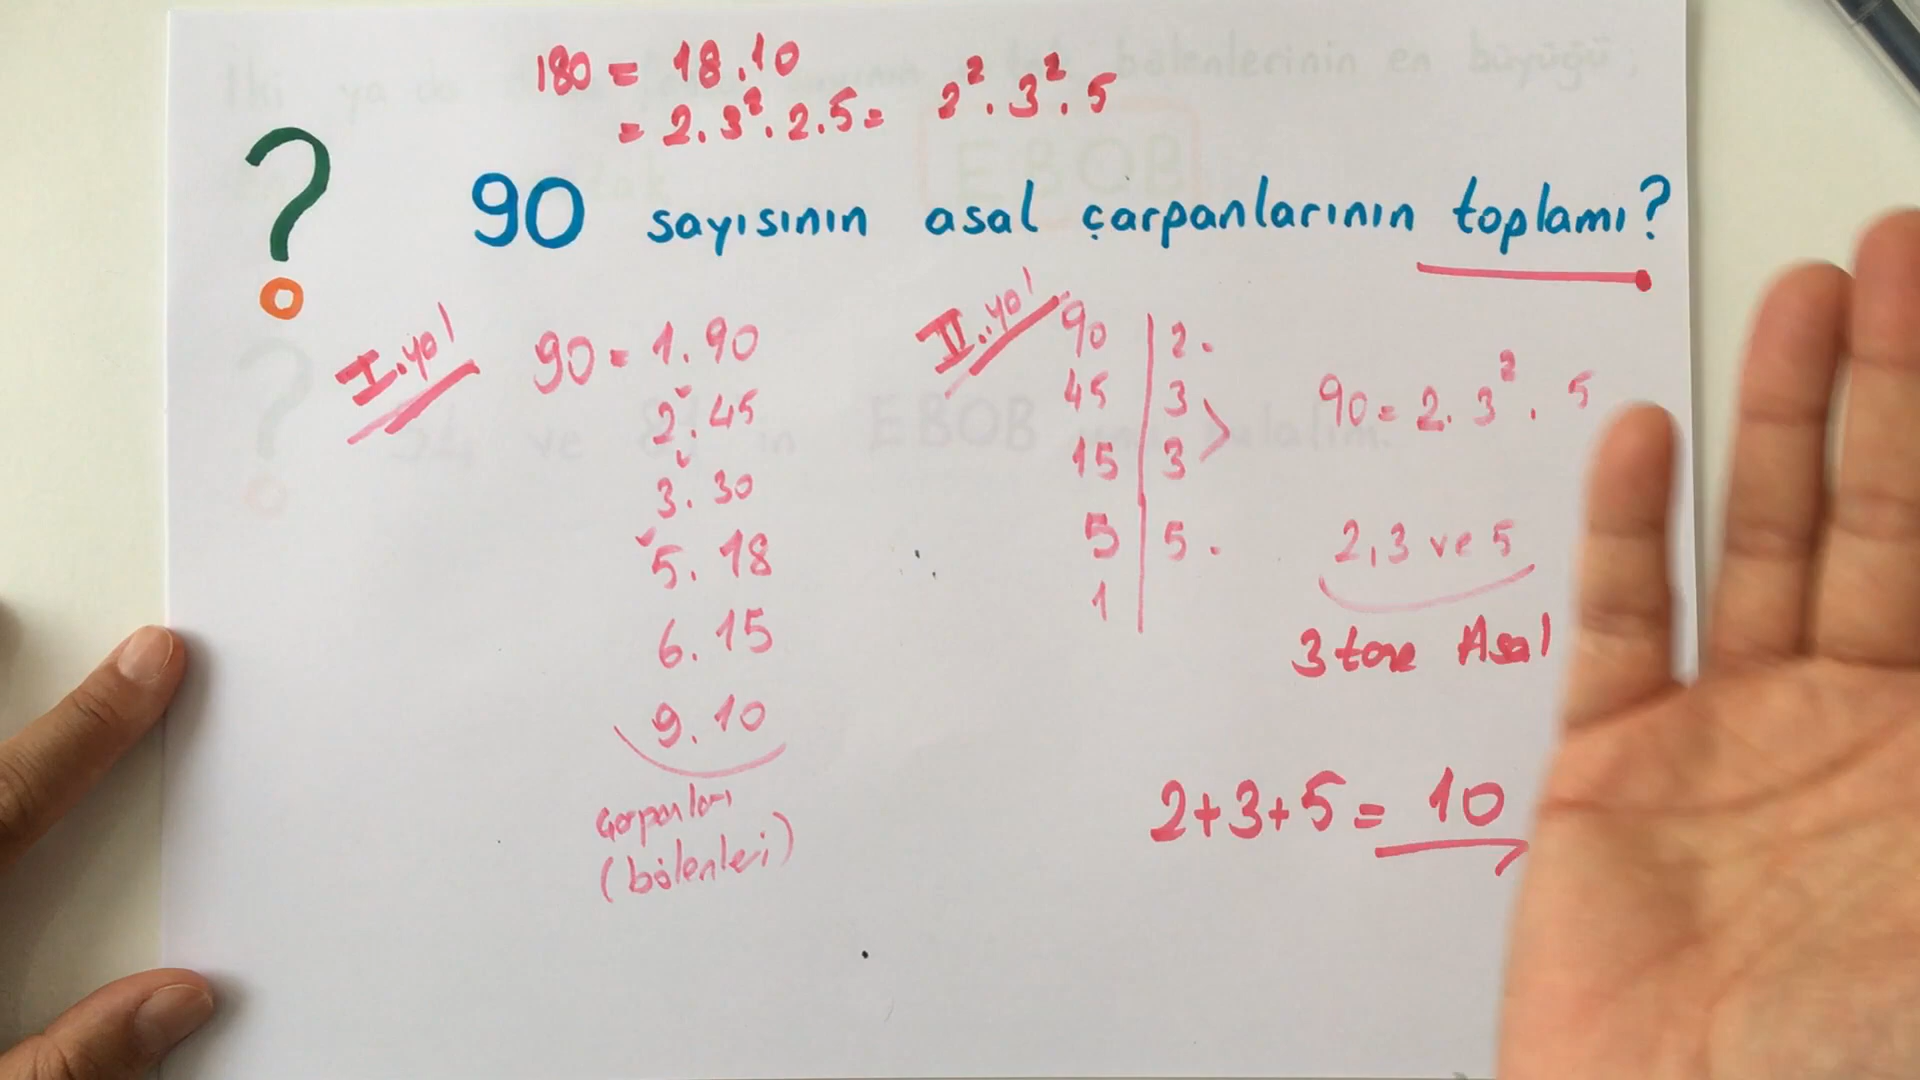 180 = 18.10
= 2.3².2.5 = 2².3².5
? 90 sayısının asal çarpanlarının toplamı?
I.yol
90 = 1.90
2.45
3.30
5.18
6.15
9.10
çarpanları
(bölenleri)
II.yol
90 | 2.
45 | 3
15 | 3
5 | 5.
1
90 = 2.3².5
2,3 ve 5
3 tane Asal
2+3+5 = 10